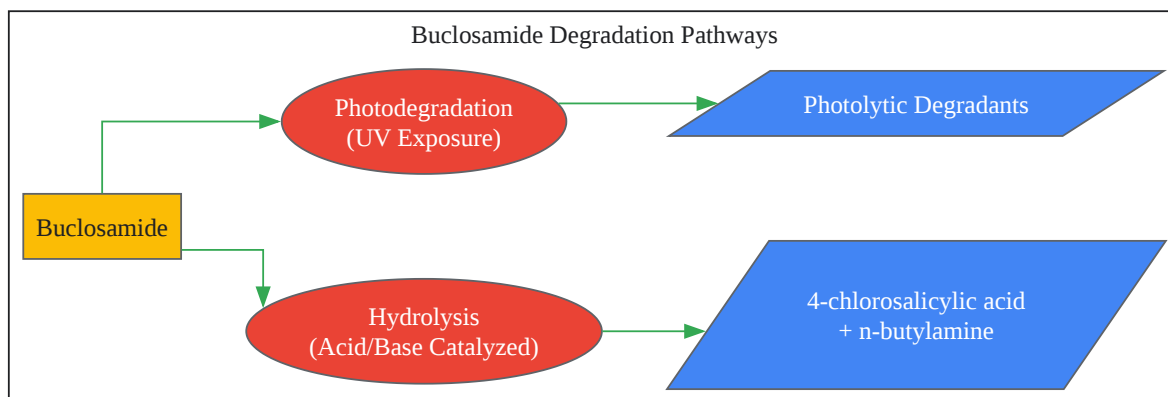 Buclosamide Degradation Pathways
Photodegradation
(UV Exposure)
Photolytic Degradants
Buclosamide
Hydrolysis
(Acid/Base Catalyzed)
4-chlorosalicylic acid
+ n-butylamine